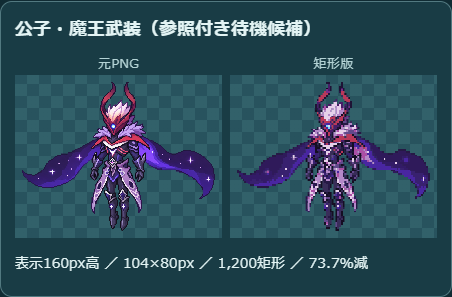 公子・魔王武装（参照付き待機候補）
元PNG
矩形版
表示160px高 ／ 104×80px ／ 1,200矩形 ／ 73.7%減